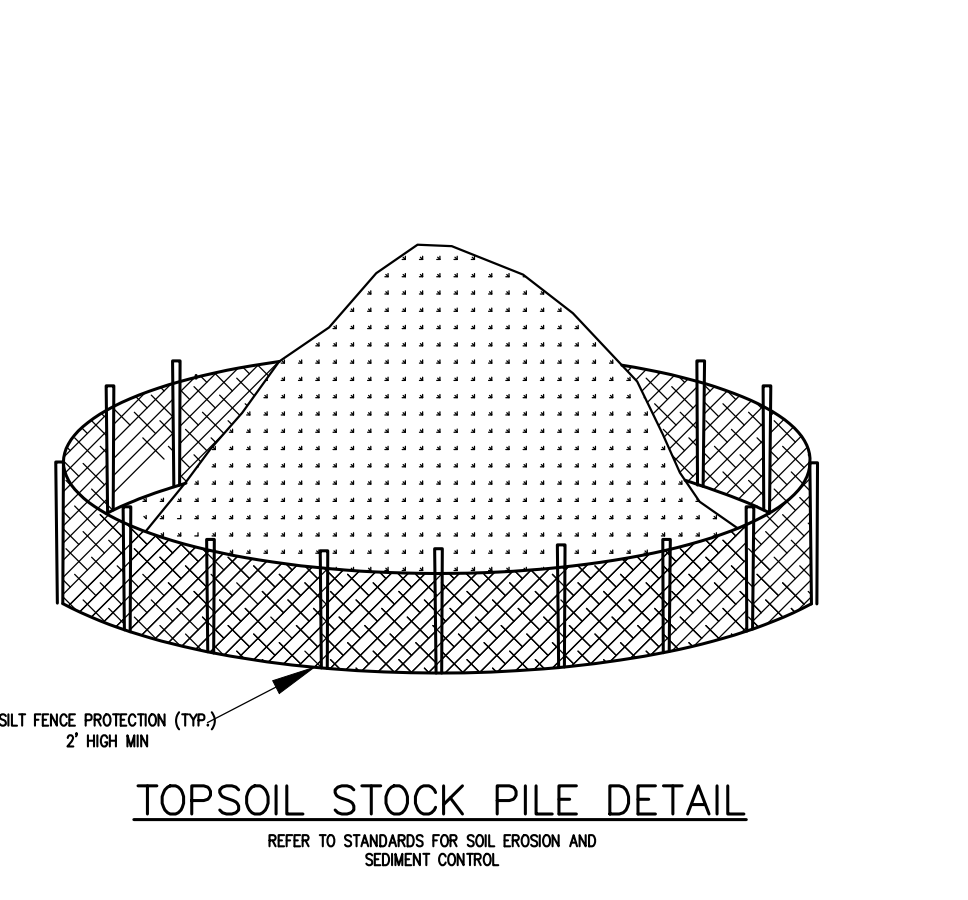 SILT FENCE PROTECTION (TYP.)
2' HIGH MIN
TOPSOIL STOCK PILE DETAIL
REFER TO STANDARDS FOR SOIL EROSION AND
SEDIMENT CONTROL